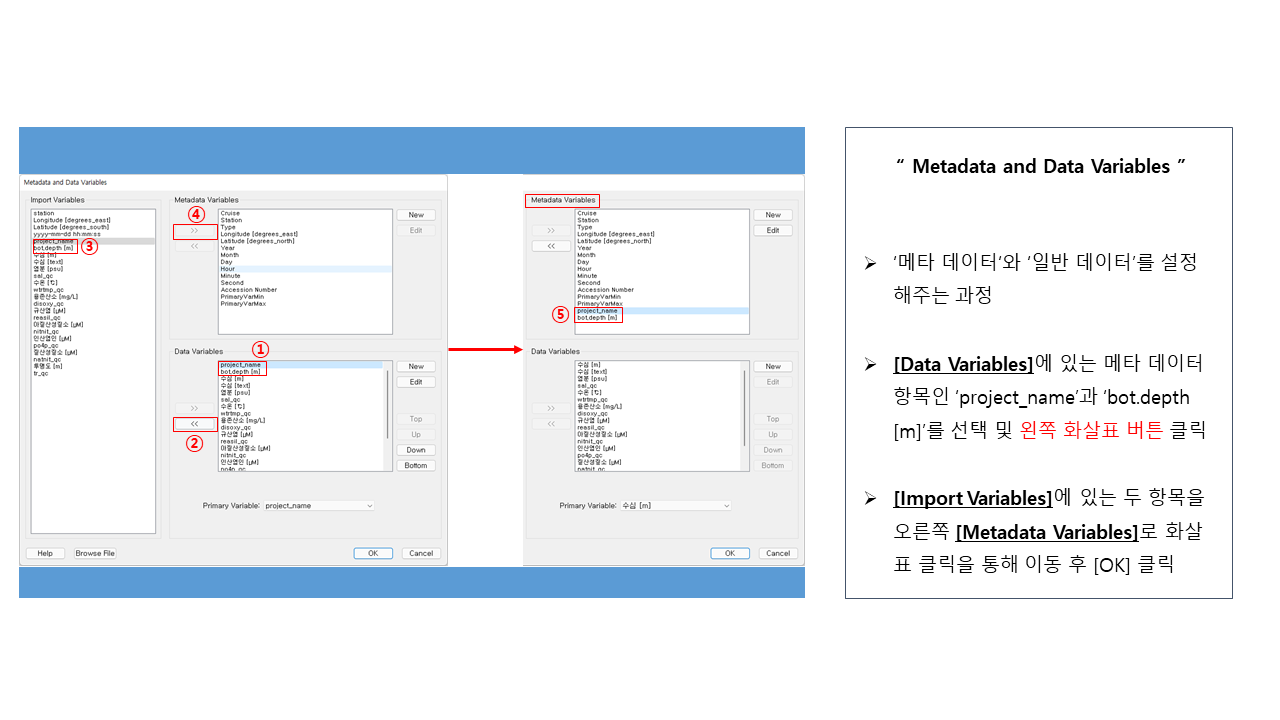 Metadata and Data Variables
Import Variables
station
Longitude [degrees_east]
Latitude [degrees_south]
yyyy-mm-dd hh:mm:ss
project_name
bot.depth [m]
수심 [m]
수심 [text]
염분 [psu]
sal_qc
수온 [℃]
wtrtmp_qc
용존산소 [mg/L]
disoxy_qc
규산염 [μM]
reasil_qc
아질산성질소 [μM]
nitnit_qc
인산염인 [μM]
po4p_qc
질산성질소 [μM]
natnit_qc
투명도 [m]
tr_qc
③
Help
Browse File
Metadata Variables
④
>>
<<
Cruise
Station
Type
Longitude [degrees_east]
Latitude [degrees_north]
Year
Month
Day
Hour
Minute
Second
Accession Number
PrimaryVarMin
PrimaryVarMax
New
Edit
Data Variables
①
project_name
bot.depth [m]
수심 [m]
수심 [text]
염분 [psu]
sal_qc
수온 [℃]
wtrtmp_qc
용존산소 [mg/L]
disoxy_qc
규산염 [μM]
reasil_qc
아질산성질소 [μM]
nitnit_qc
인산염인 [μM]
po4p_qc
>>
<<
②
New
Edit
Top
Up
Down
Bottom
Primary Variable: project_name
OK
Cancel
Metadata Variables
>>
<<
Cruise
Station
Type
Longitude [degrees_east]
Latitude [degrees_north]
Year
Month
Day
Hour
Minute
Second
Accession Number
PrimaryVarMin
PrimaryVarMax
project_name
bot.depth [m]
⑤
New
Edit
Data Variables
수심 [m]
수심 [text]
염분 [psu]
sal_qc
수온 [℃]
wtrtmp_qc
용존산소 [mg/L]
disoxy_qc
규산염 [μM]
reasil_qc
아질산성질소 [μM]
nitnit_qc
인산염인 [μM]
po4p_qc
질산성질소 [μM]
natnit_qc
>>
<<
New
Edit
Top
Up
Down
Bottom
Primary Variable: 수심 [m]
OK
Cancel
“ Metadata and Data Variables ”
➢ ‘메타 데이터’와 ‘일반 데이터’를 설정
해주는 과정
➢ [Data Variables]에 있는 메타 데이터
항목인 ‘project_name’과 ‘bot.depth
[m]’를 선택 및 왼쪽 화살표 버튼 클릭
➢ [Import Variables]에 있는 두 항목을
오른쪽 [Metadata Variables]로 화살
표 클릭을 통해 이동 후 [OK] 클릭